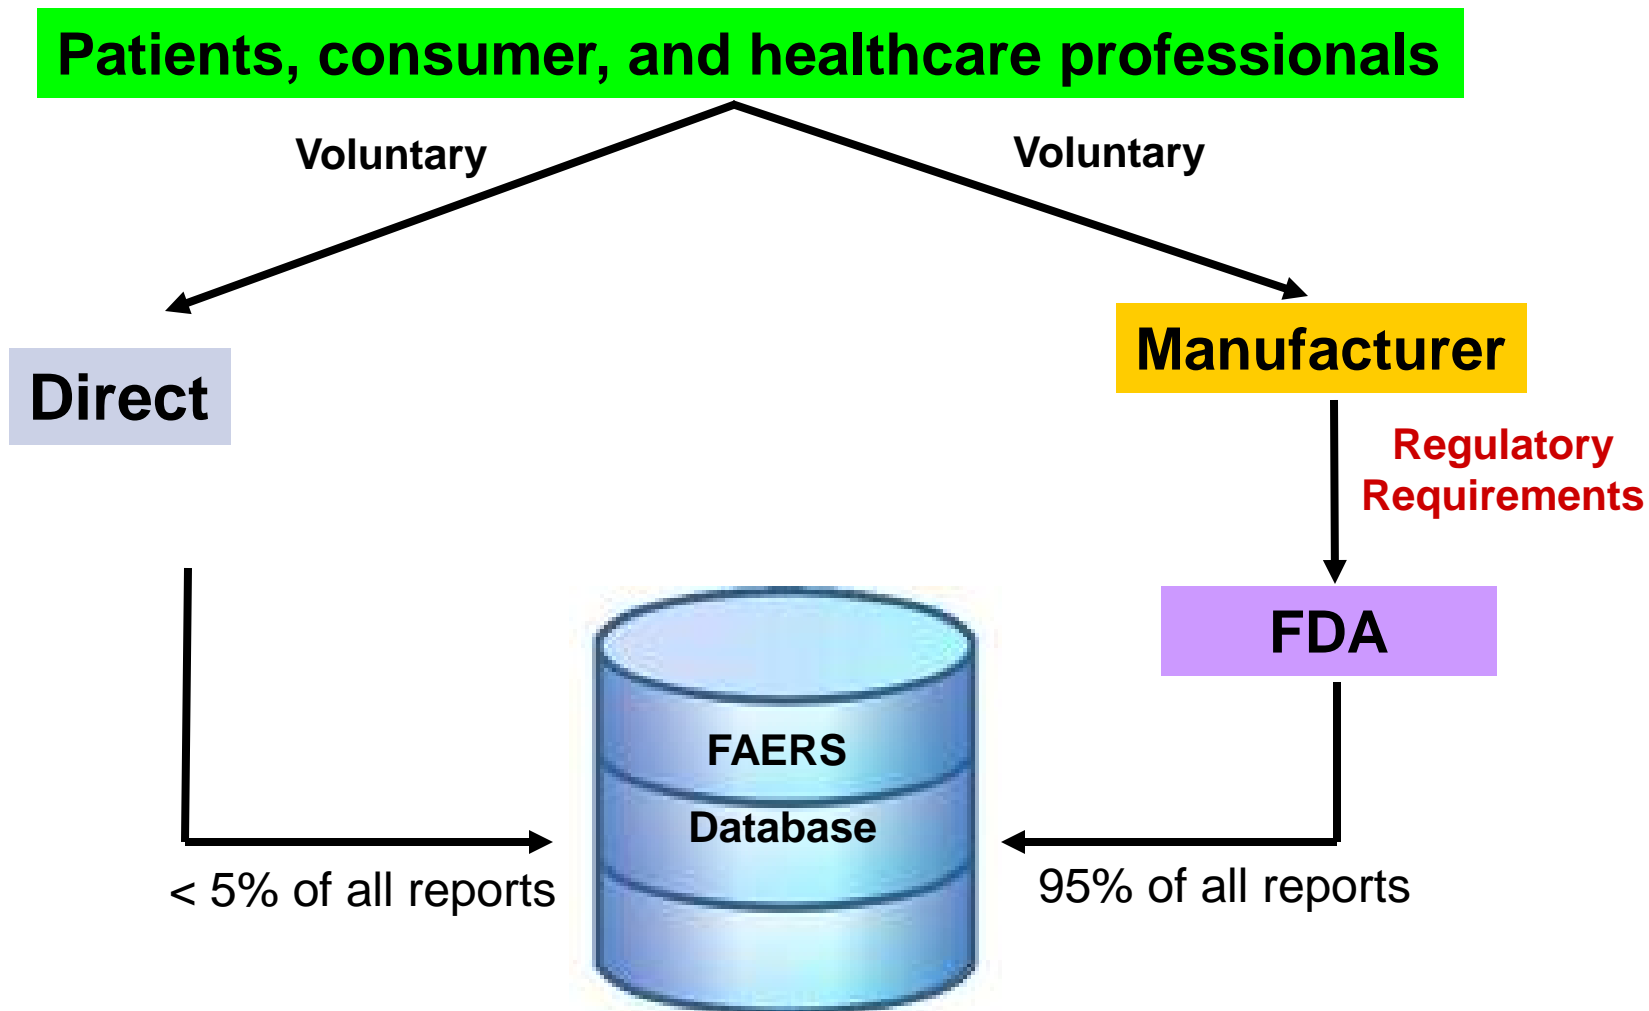 Patients, consumer, and healthcare professionals
Voluntary
Voluntary
Direct
Manufacturer
Regulatory
Requirements
FDA
FAERS
Database
< 5% of all reports
95% of all reports